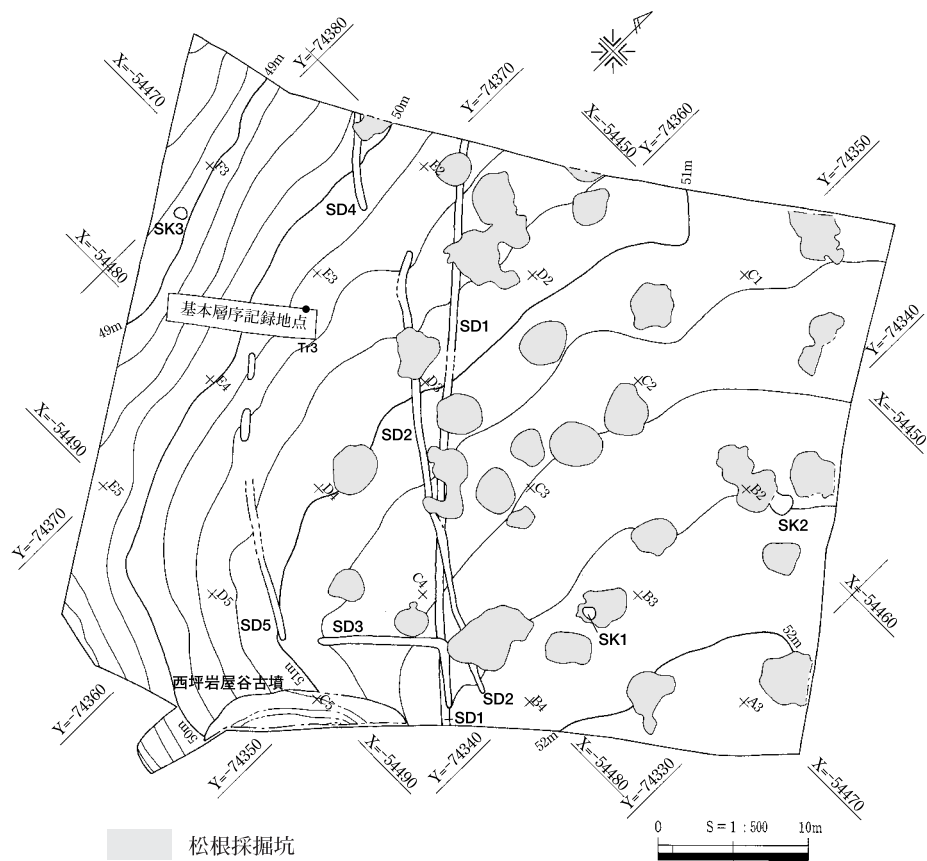 Y=-74380
49m
X=-54470
50m
Y=-74370
X=-54450
Y=-74360
51m
Y=-74350
F3
E2
SD4
SK3
X=-54480
E3
D2
C1
基本層序記録地点
Tr3
49m
SD1
Y=-74340
E4
D3
C2
X=-54490
SD2
X=-54450
D4
C3
B2
E5
SK2
Y=-74370
C4
D5
B3
X=-54460
SD5
SD3
SK1
52m
51m
西坪岩屋谷古墳
C5
SD2
B4
A3
Y=-74360
50m
SD1
52m
Y=-74350
X=-54490
Y=-74340
X=-54480
Y=-74330
X=-54470
松根採掘坑
0 S=1:500 10m